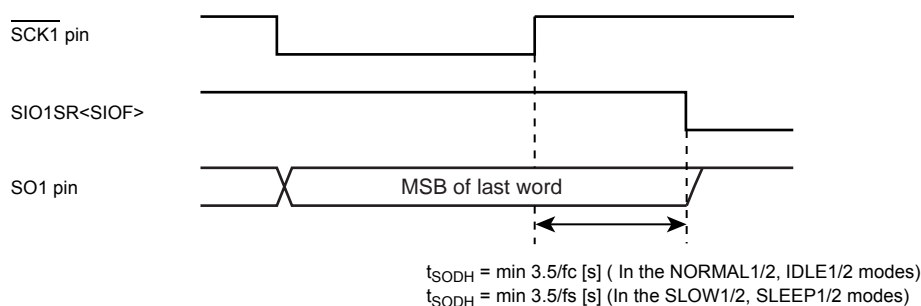 SCK1 pin
SIO1SR<SIOF>
SO1 pin
MSB of last word
tSODH = min 3.5/fc [s] ( In the NORMAL1/2, IDLE1/2 modes)
tSODH = min 3.5/fs [s] (In the SLOW1/2, SLEEP1/2 modes)